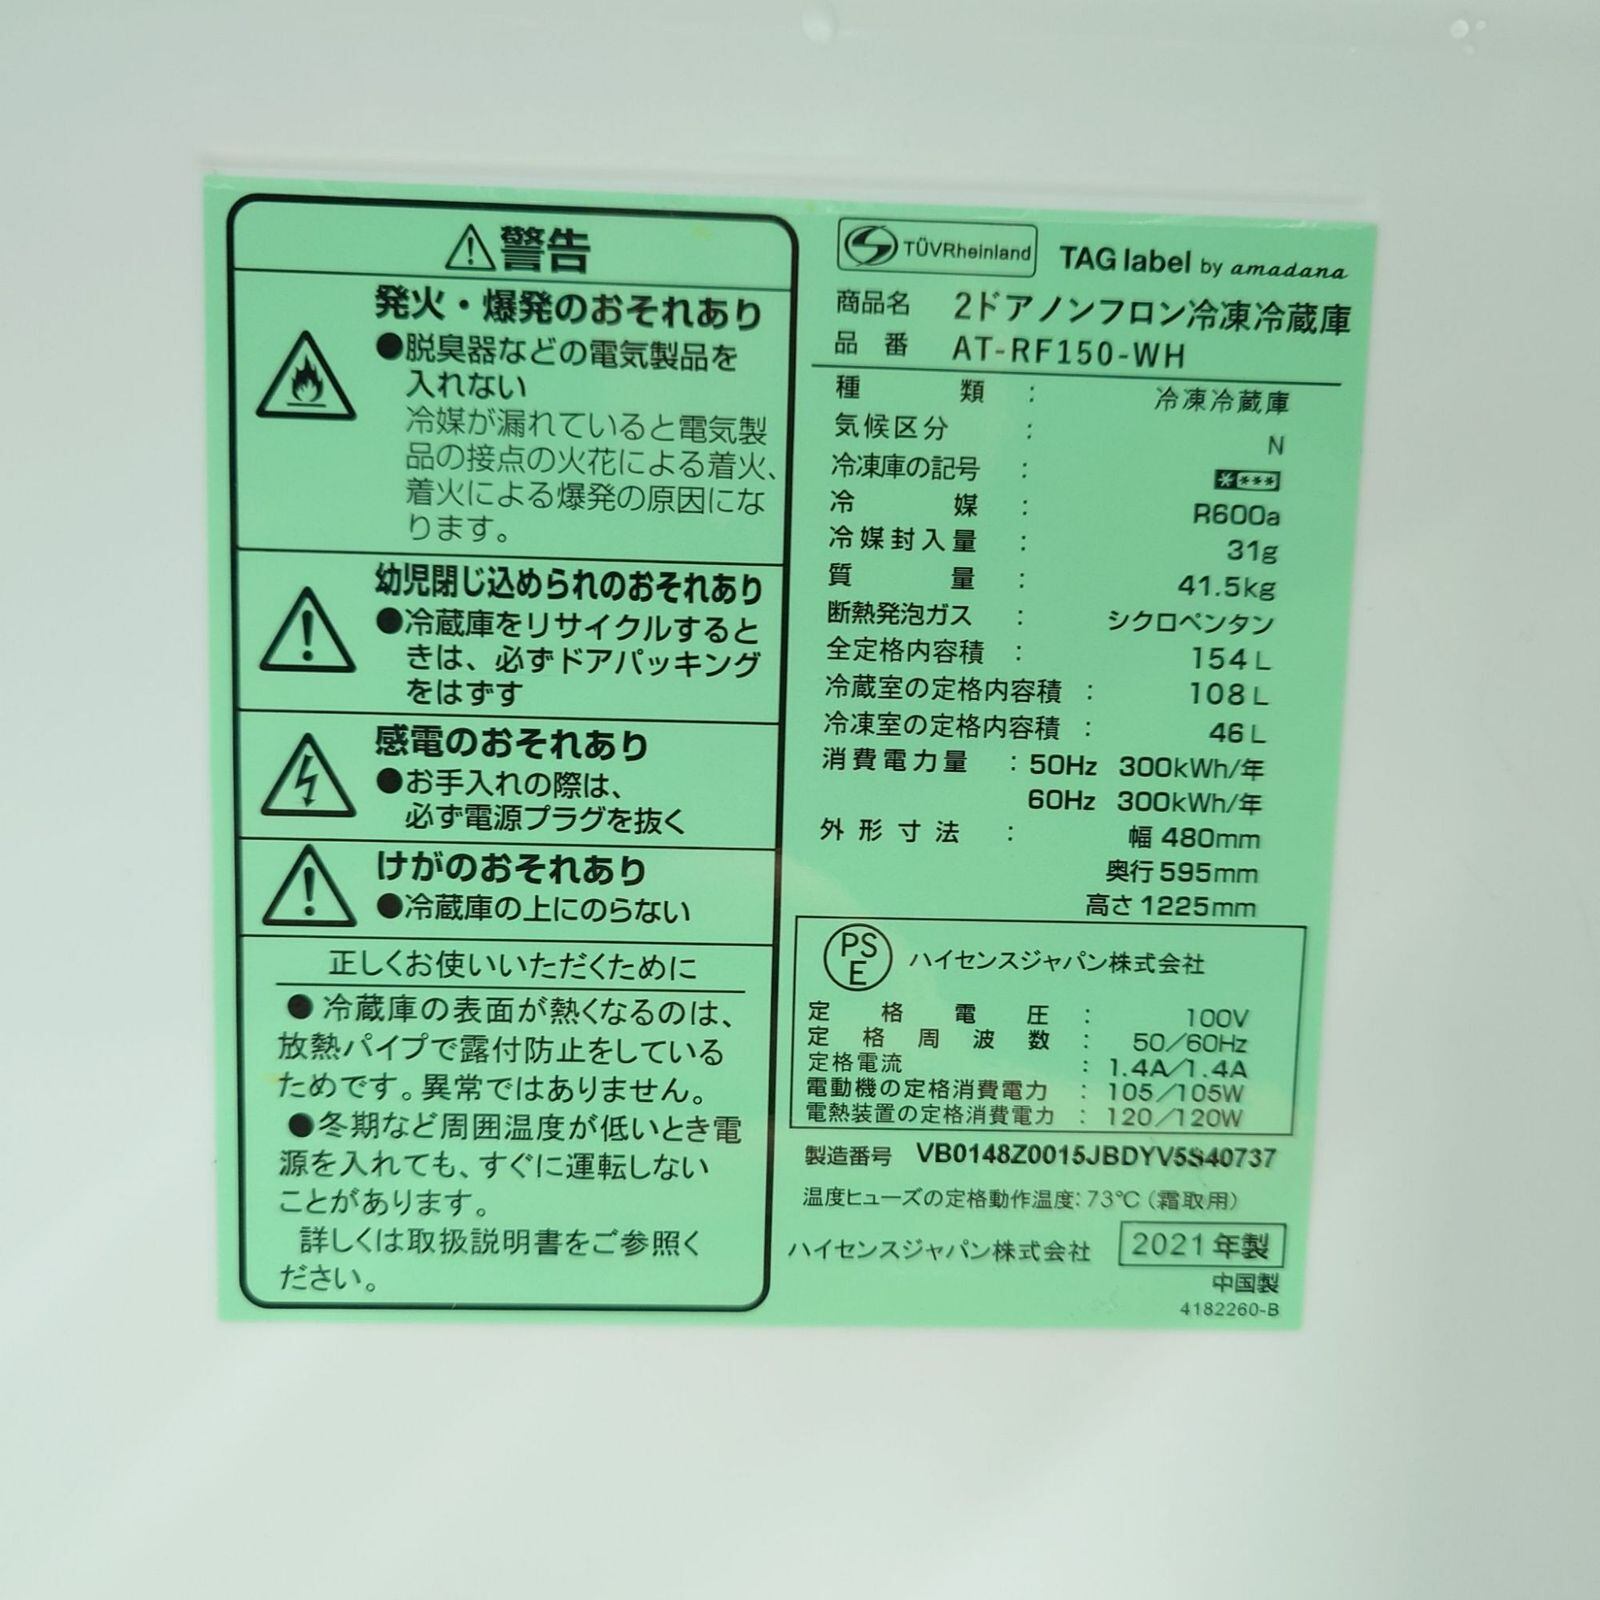 警告
発火・爆発のおそれあり
●脱臭器などの電気製品を
入れない
冷媒が漏れていると電気製
品の接点の火花による着火、
着火による爆発の原因にな
ります。
幼児閉じ込められのおそれあり
●冷蔵庫をリサイクルすると
きは、必ずドアパッキング
をはずす
感電のおそれあり
●お手入れの際は、
必ず電源プラグを抜く
けがのおそれあり
●冷蔵庫の上にのらない
正しくお使いいただくために
●冷蔵庫の表面が熱くなるのは、
放熱パイプで露付防止をしている
ためです。異常ではありません。
●冬期など周囲温度が低いとき電
源を入れても、すぐに運転しない
ことがあります。
詳しくは取扱説明書をご参照く
ださい。
TÜVRheinland TAG label by amadana
商品名 2ドアノンフロン冷凍冷蔵庫
品番 AT-RF150-WH
種類 : 冷凍冷蔵庫
気候区分 : N
冷凍庫の記号 : ****
冷媒 : R600a
冷媒封入量 : 31g
質量 : 41.5kg
断熱発泡ガス : シクロペンタン
全定格内容積 : 154L
冷蔵室の定格内容積 : 108L
冷凍室の定格内容積 : 46L
消費電力量 : 50Hz 300kWh/年
60Hz 300kWh/年
外形寸法 : 幅 480mm
奥行 595mm
高さ 1225mm
PSE ハイセンスジャパン株式会社
定格電圧 : 100V
定格周波数 : 50/60Hz
定格電流 : 1.4A/1.4A
電動機の定格消費電力 : 105/105W
電熱装置の定格消費電力 : 120/120W
製造番号 VB0148Z0015JBDYV5S40737
温度ヒューズの定格動作温度:73℃(霜取用)
ハイセンスジャパン株式会社 2021年製
中国製
4182260-B